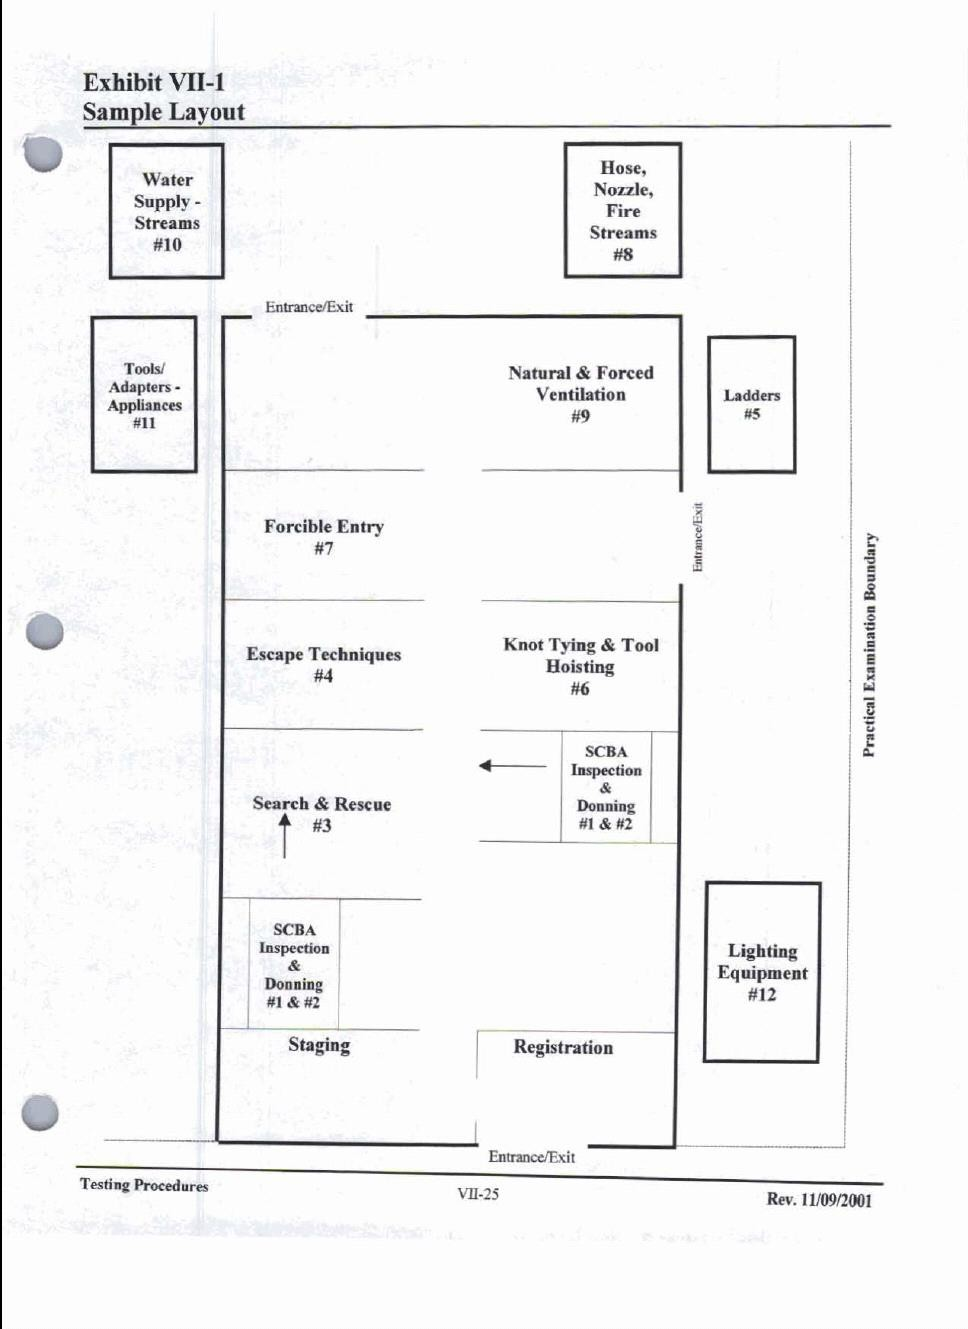 Exhibit VII-1
Sample Layout
Water
Supply -
Streams
#10
Hose,
Nozzle,
Fire
Streams
#8
Entrance/Exit
Tools/
Adapters -
Appliances
#11
Natural & Forced
Ventilation
#9
Ladders
#5
Forcible Entry
#7
Entrance/Exit
Practical Examination Boundary
Escape Techniques
#4
Knot Tying & Tool
Hoisting
#6
SCBA
Inspection
&
Donning
#1 & #2
Search & Rescue
#3
SCBA
Inspection
&
Donning
#1 & #2
Lighting
Equipment
#12
Staging
Registration
Entrance/Exit
Testing Procedures
VII-25
Rev. 11/09/2001